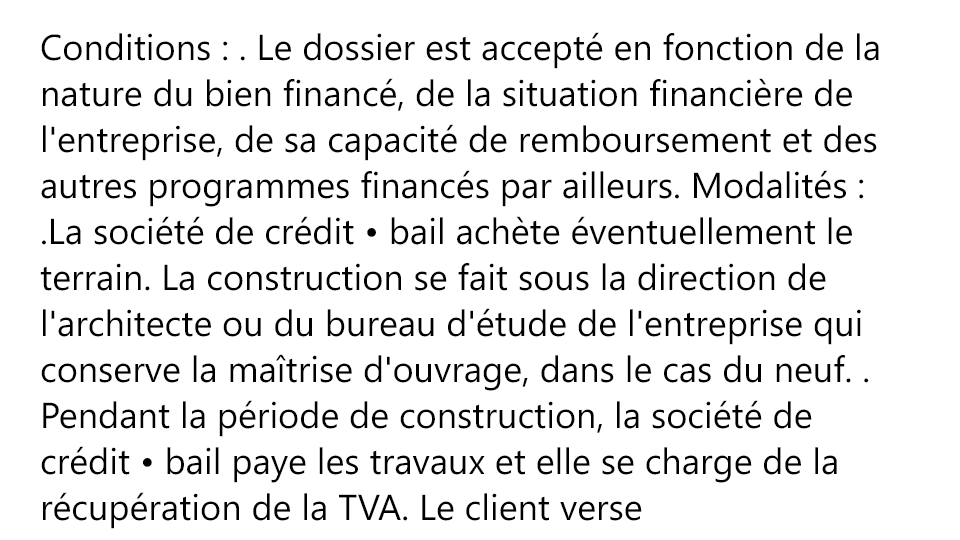 Conditions : . Le dossier est accepté en fonction de la
nature du bien financé, de la situation financière de
l'entreprise, de sa capacité de remboursement et des
autres programmes financés par ailleurs. Modalités :
.La société de crédit • bail achète éventuellement le
terrain. La construction se fait sous la direction de
l'architecte ou du bureau d'étude de l'entreprise qui
conserve la maîtrise d'ouvrage, dans le cas du neuf. .
Pendant la période de construction, la société de
crédit • bail paye les travaux et elle se charge de la
récupération de la TVA. Le client verse